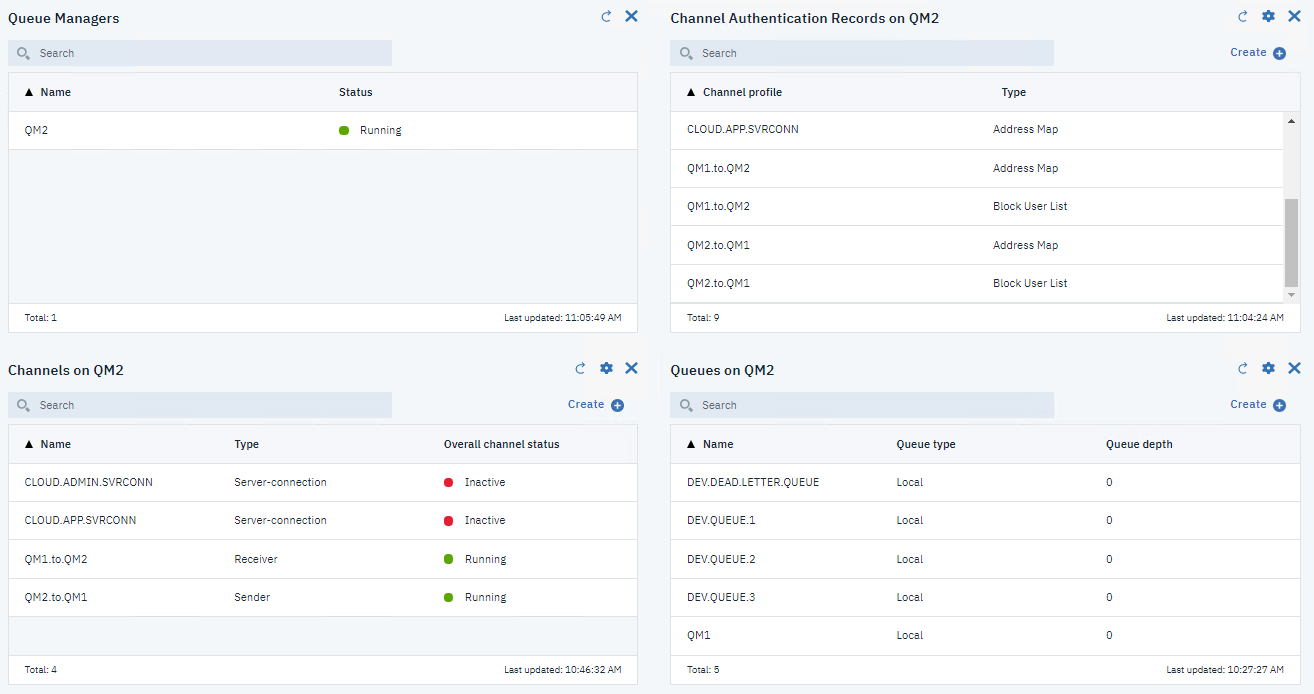 Queue Managers
Search
Name Status
QM2 Running
Total: 1 Last updated: 11:05:49 AM
Channel Authentication Records on QM2
Search Create
Channel profile Type
CLOUD.APP.SVRCONN Address Map
QM1.to.QM2 Address Map
QM1.to.QM2 Block User List
QM2.to.QM1 Address Map
QM2.to.QM1 Block User List
Total: 9 Last updated: 11:04:24 AM
Channels on QM2
Search Create
Name Type Overall channel status
CLOUD.ADMIN.SVRCONN Server-connection Inactive
CLOUD.APP.SVRCONN Server-connection Inactive
QM1.to.QM2 Receiver Running
QM2.to.QM1 Sender Running
Total: 4 Last updated: 10:46:32 AM
Queues on QM2
Search Create
Name Queue type Queue depth
DEV.DEAD.LETTER.QUEUE Local 0
DEV.QUEUE.1 Local 0
DEV.QUEUE.2 Local 0
DEV.QUEUE.3 Local 0
QM1 Local 0
Total: 5 Last updated: 10:27:27 AM